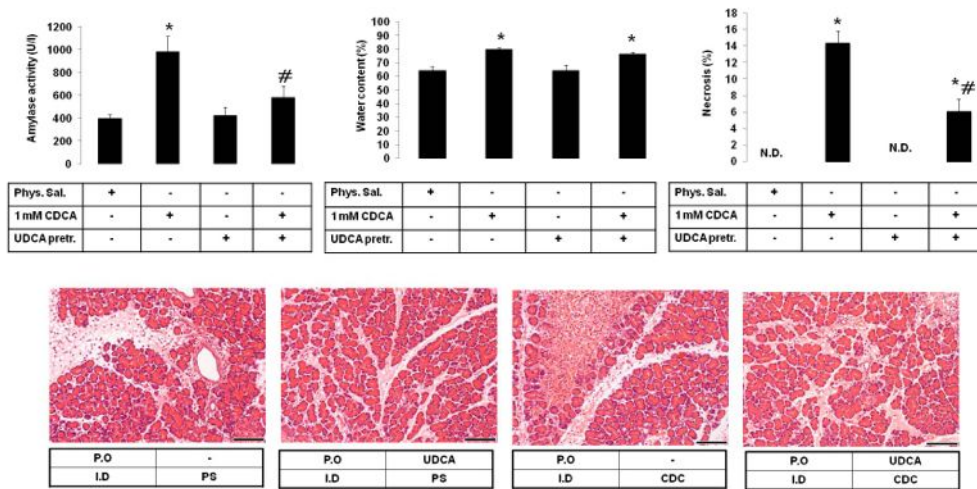 Amylase activity (U/l)
1200
1000
800
600
400
200
0
*
#
Phys. Sal. + - - -
1 mM CDCA - + - +
UDCA pretr. - - + +
Water content (%)
100
90
80
70
60
50
40
30
20
10
0
*
*
Phys. Sal. + - - -
1 mM CDCA - + - +
UDCA pretr. - - + +
Necrosis (%)
18
16
14
12
10
8
6
4
2
0
N.D.
*
N.D.
*#
Phys. Sal. + - - -
1 mM CDCA - + - +
UDCA pretr. - - + +
P.O -
I.D PS
P.O UDCA
I.D PS
P.O -
I.D CDC
P.O UDCA
I.D CDC